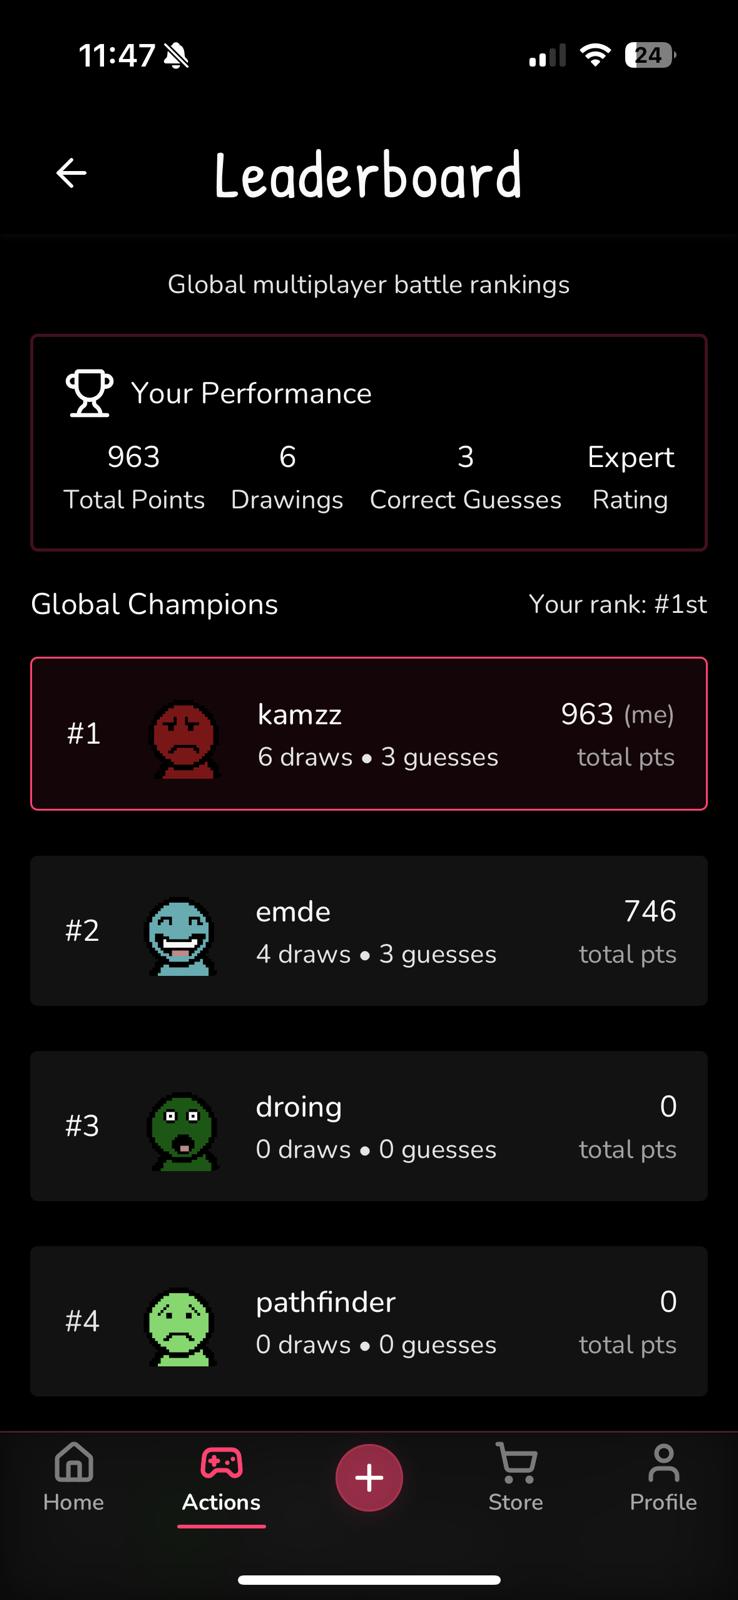 11:47
24
Leaderboard
Global multiplayer battle rankings
Your Performance
963 6 3 Expert
Total Points Drawings Correct Guesses Rating
Global Champions Your rank: #1st
#1
kamzz 963 (me)
6 draws • 3 guesses total pts
#2
emde 746
4 draws • 3 guesses total pts
#3
droing 0
0 draws • 0 guesses total pts
#4
pathfinder 0
0 draws • 0 guesses total pts
Home Actions Store Profile